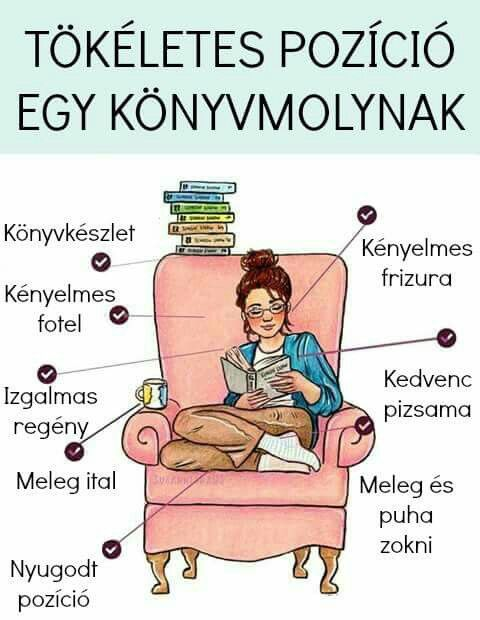 TÖKÉLETES POZÍCIÓ
EGY KÖNYVMOLYNAK
Könyvkészlet
Kényelmes
frizura
Kényelmes
fotel
Izgalmas
regény
Kedvenc
pizsama
Meleg ital
Meleg és
puha
zokni
Nyugodt
pozíció